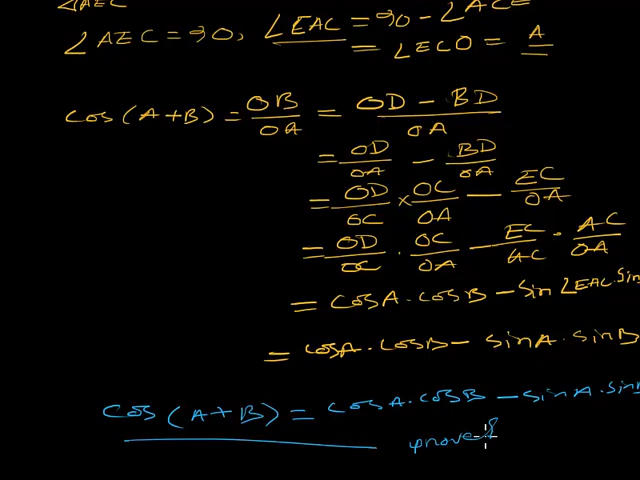 ∠AEC
∠AEC = 90, ∠EAC = 90 - ∠ACE
= ∠ECO = A
cos(A+B) = OB/OA = OD - BD/OA
= OD/OA - BD/OA
= OD/OC × OC/OA - EC/OA
= OD/OC · OC/OA - EC/AC · AC/OA
= cosA · cosB - sin∠EAC · sin
= cosA · cosB - sinA · sinB
cos(A+B) = cosA · cosB - sinA · sin
proved